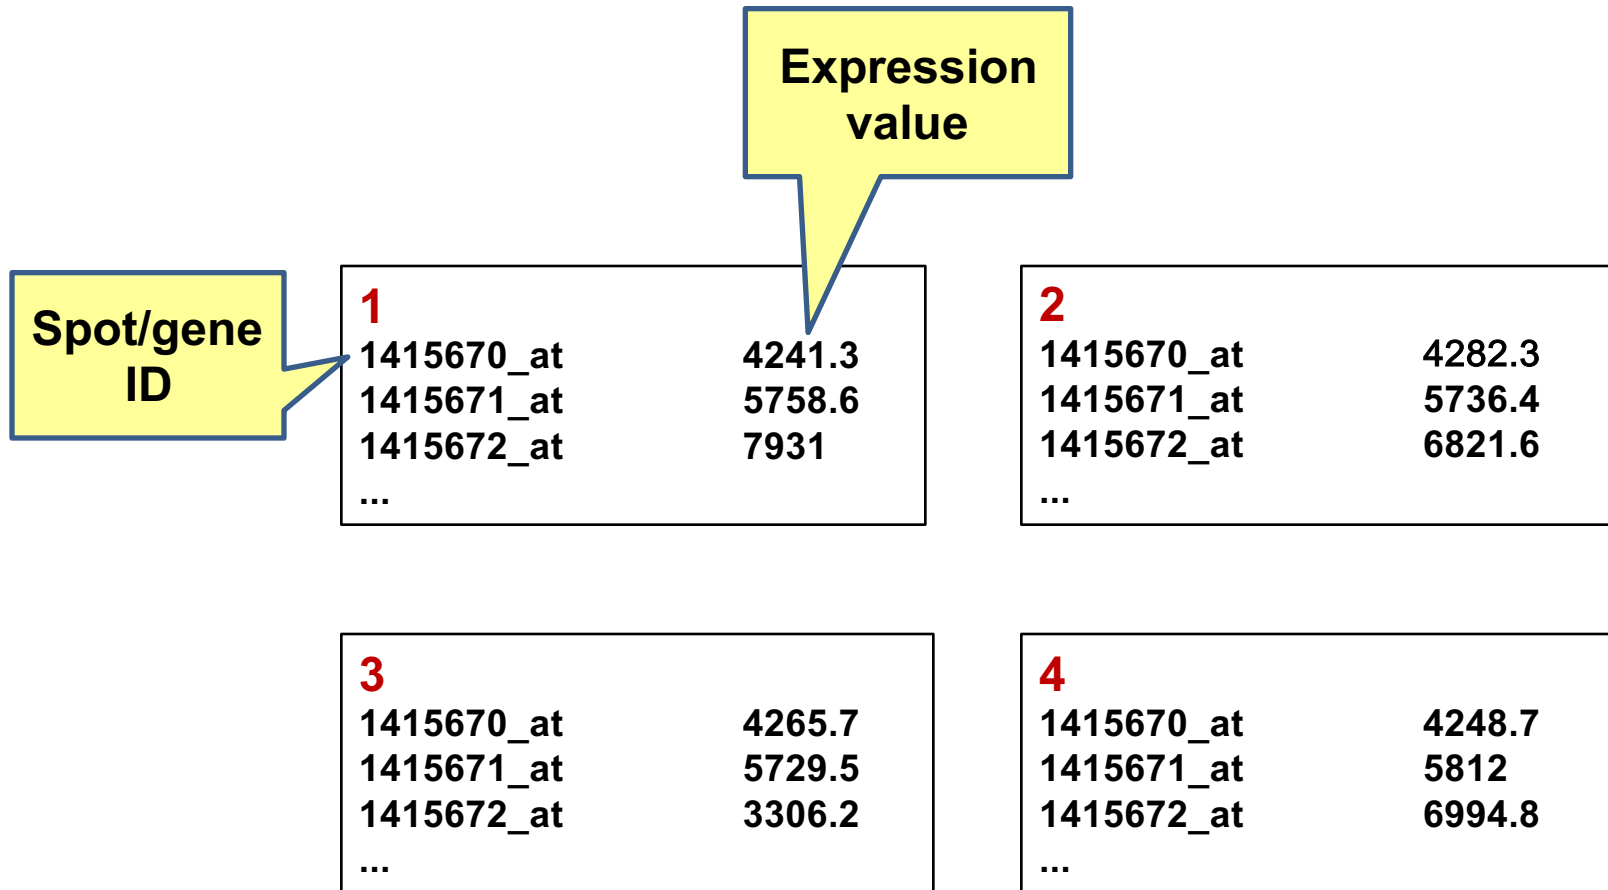 Expression
value
Spot/gene
ID
1
1415670_at 4241.3
1415671_at 5758.6
1415672_at 7931
...
2
1415670_at 4282.3
1415671_at 5736.4
1415672_at 6821.6
...
3
1415670_at 4265.7
1415671_at 5729.5
1415672_at 3306.2
...
4
1415670_at 4248.7
1415671_at 5812
1415672_at 6994.8
...